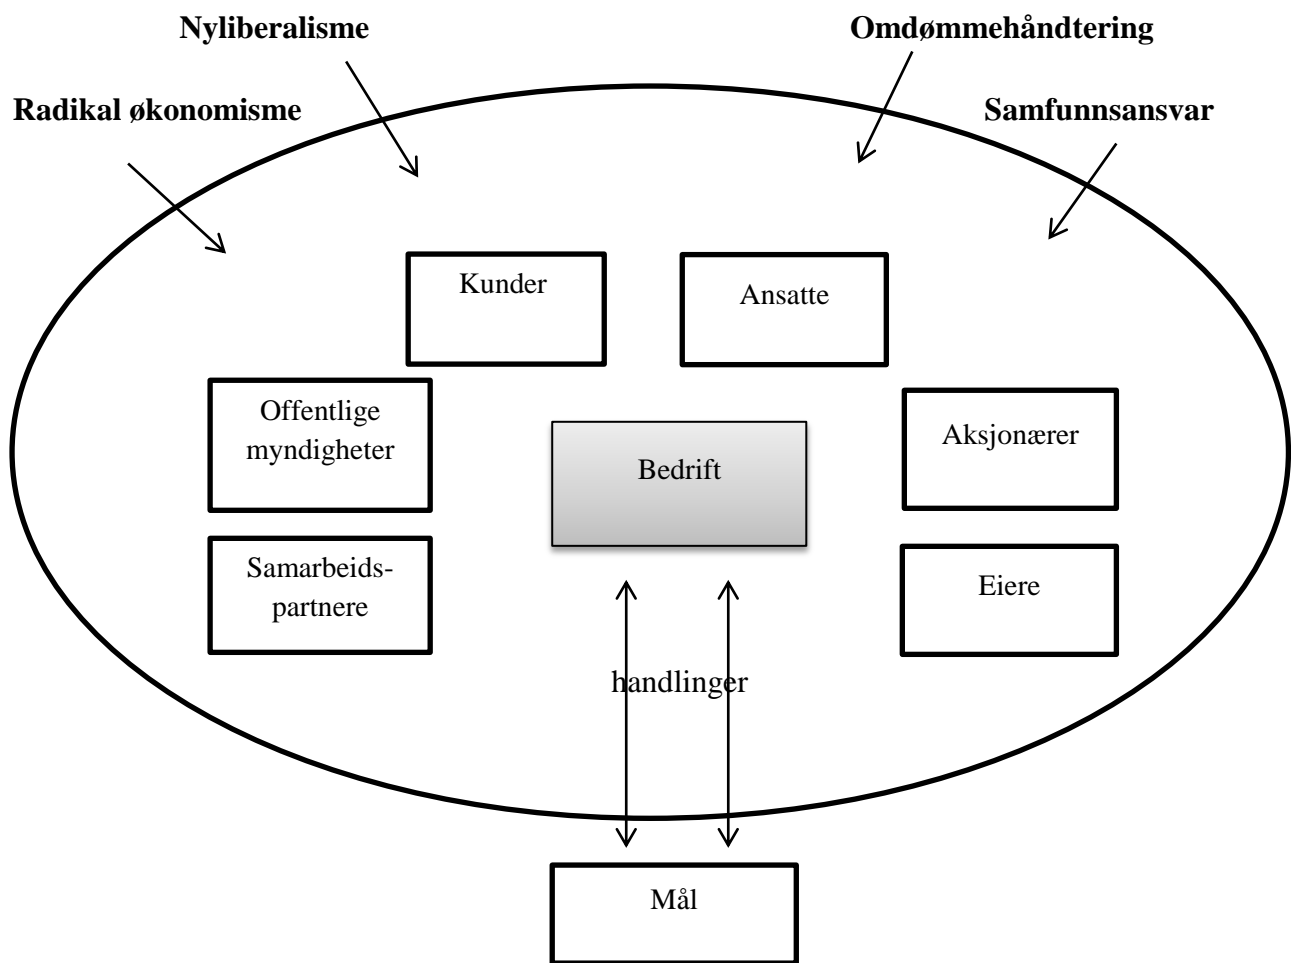 Nyliberalisme
Omdømmehåndtering
Radikal økonomisme
Samfunnsansvar
Kunder
Ansatte
Offentlige
myndigheter
Bedrift
Aksjonærer
Samarbeids-
partnere
Eiere
handlinger
Mål